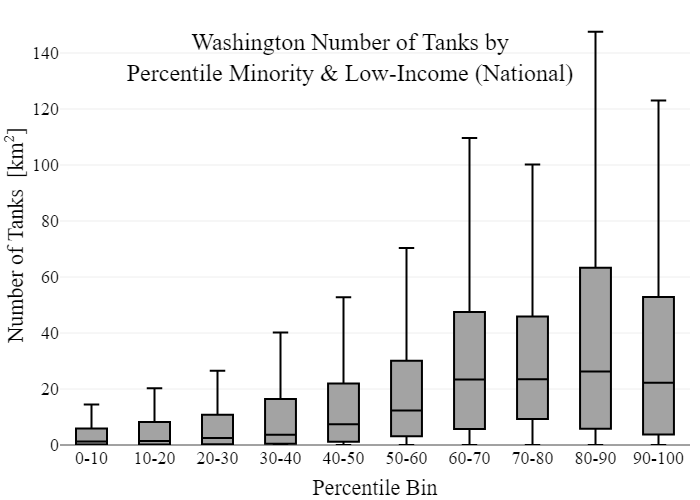 Washington Number of Tanks by
Percentile Minority & Low-Income (National)
Number of Tanks [km²]
140
120
100
80
60
40
20
0
0-10 10-20 20-30 30-40 40-50 50-60 60-70 70-80 80-90 90-100
Percentile Bin